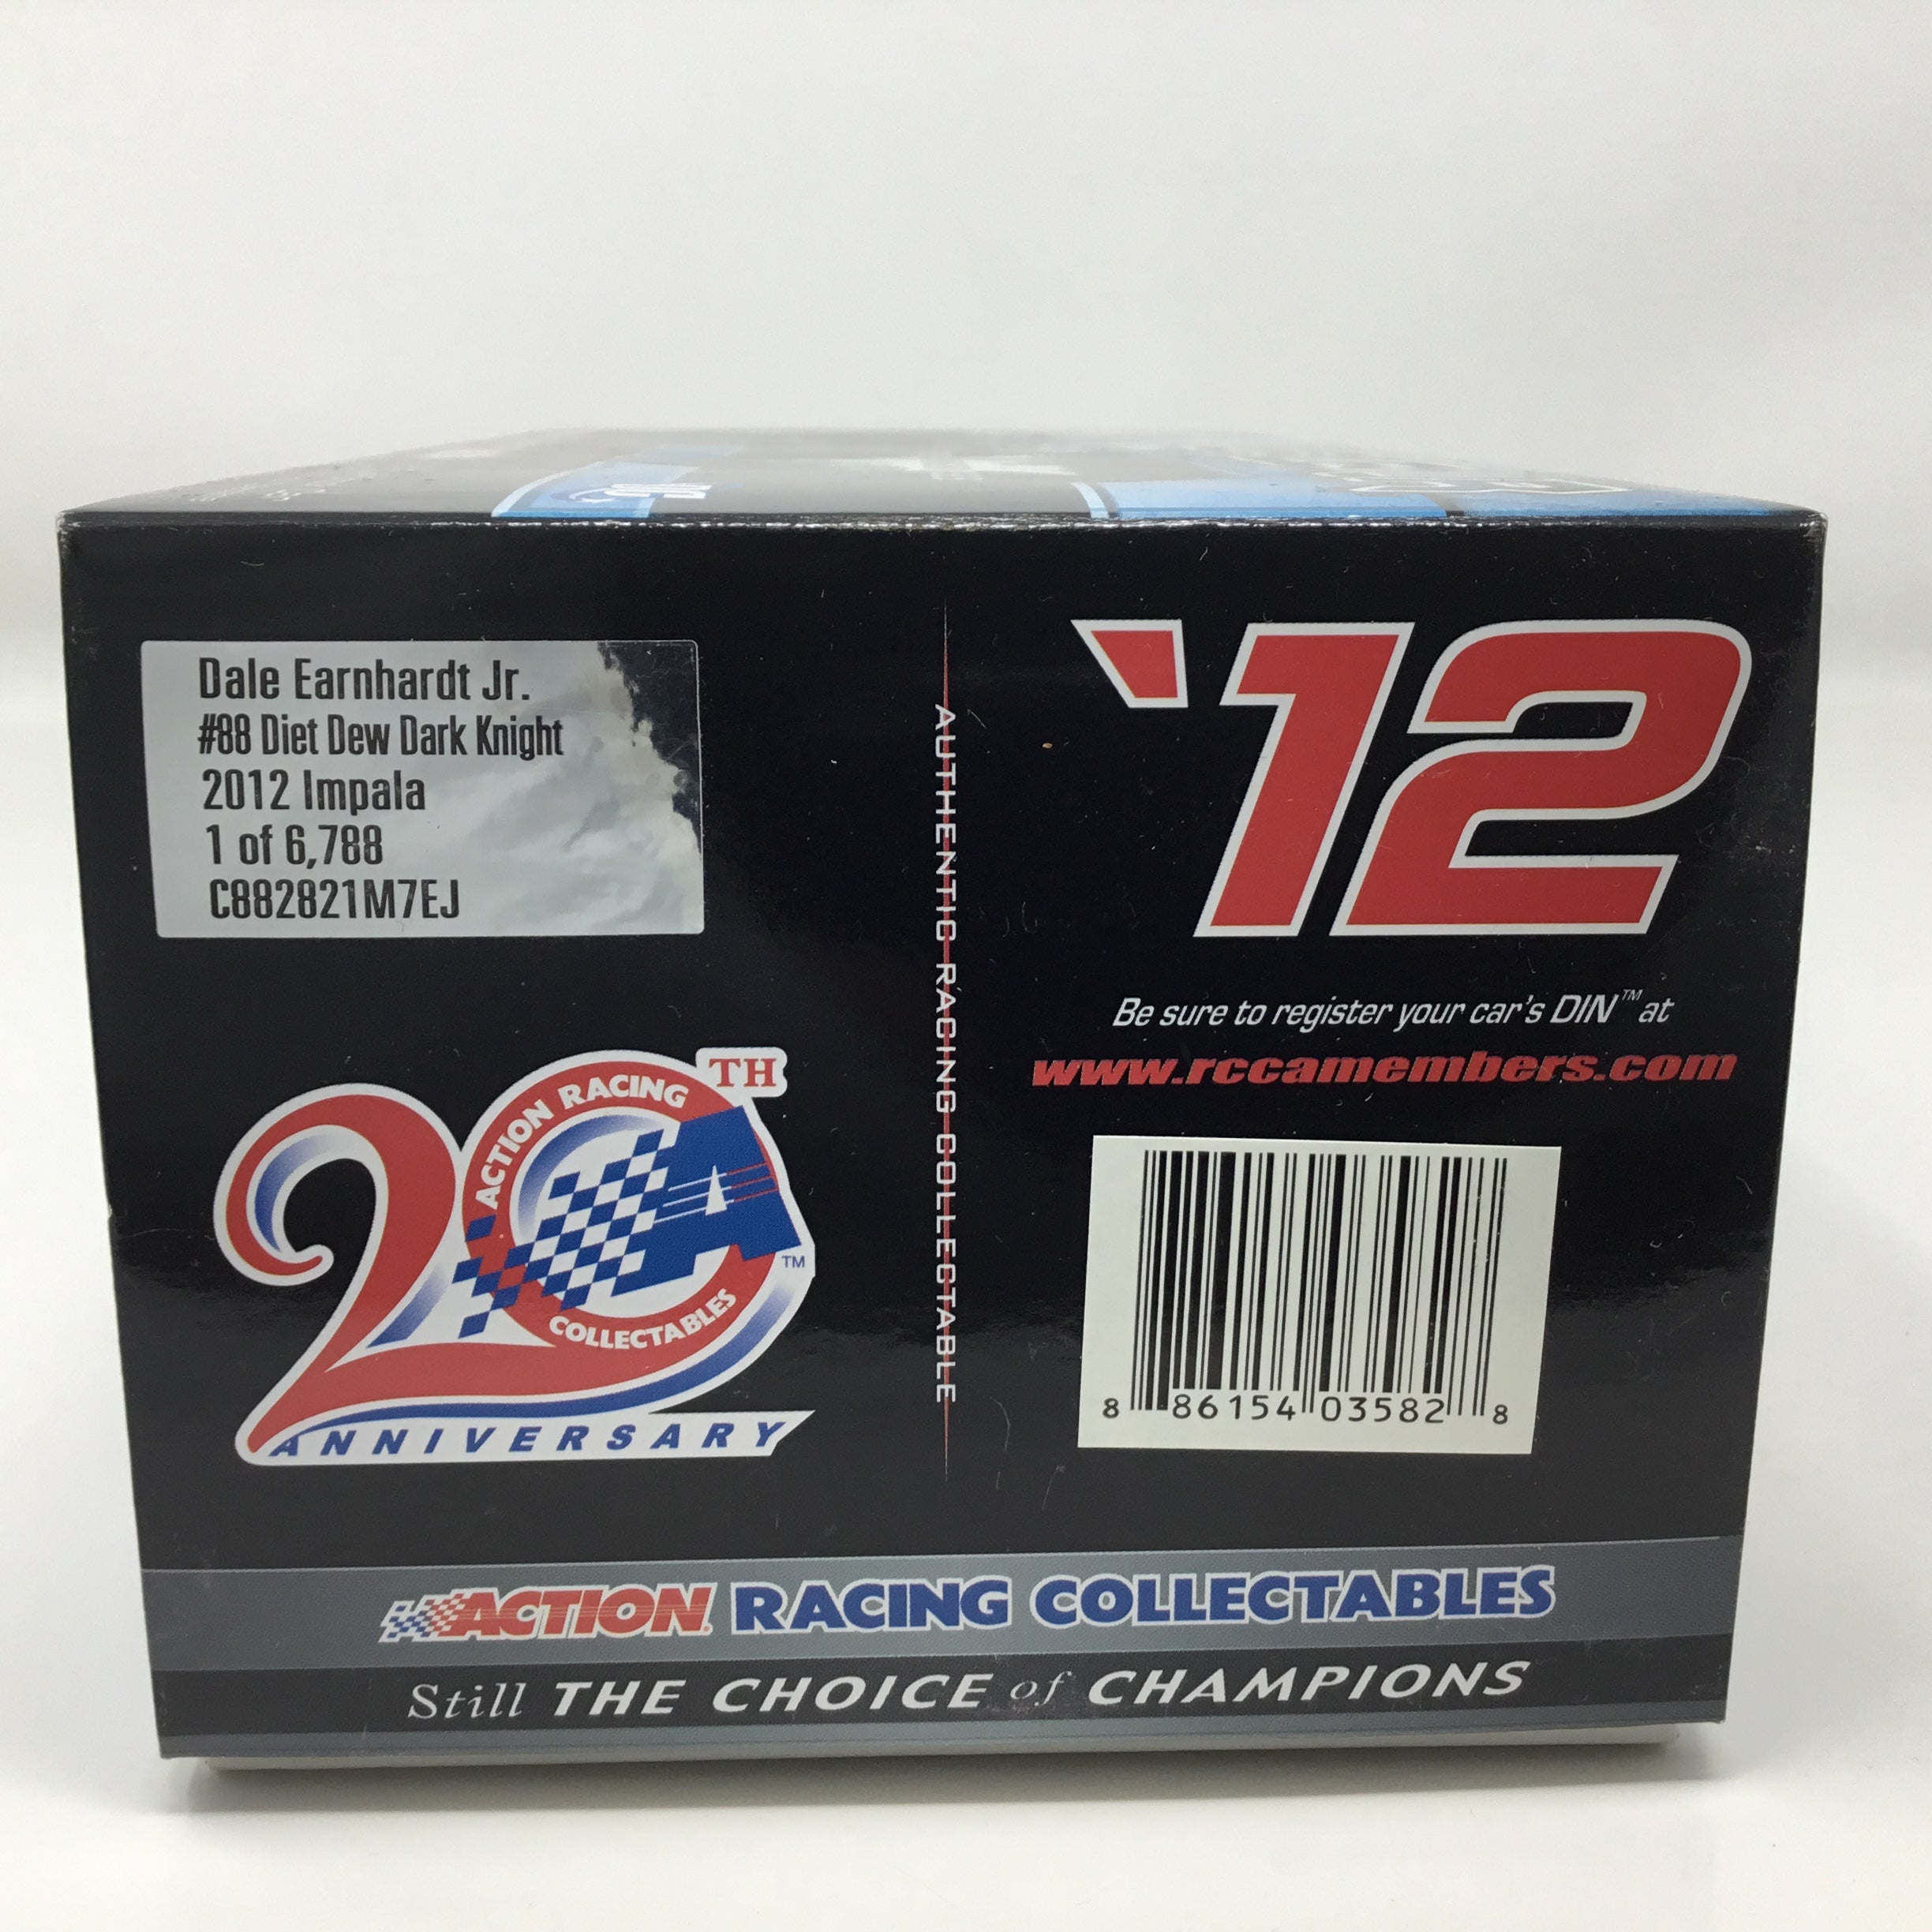 Dale Earnhardt Jr.
#88 Diet Dew Dark Knight
2012 Impala
1 of 6,788
C882821M7EJ
20TH
ACTION RACING
A
COLLECTABLES
TM
ANNIVERSARY
AUTHENTIC RACING COLLECTABLE
'12
Be sure to register your car's DIN™ at
www.rccamembers.com
8 86154 03582 8
ACTION RACING COLLECTABLES
Still THE CHOICE of CHAMPIONS